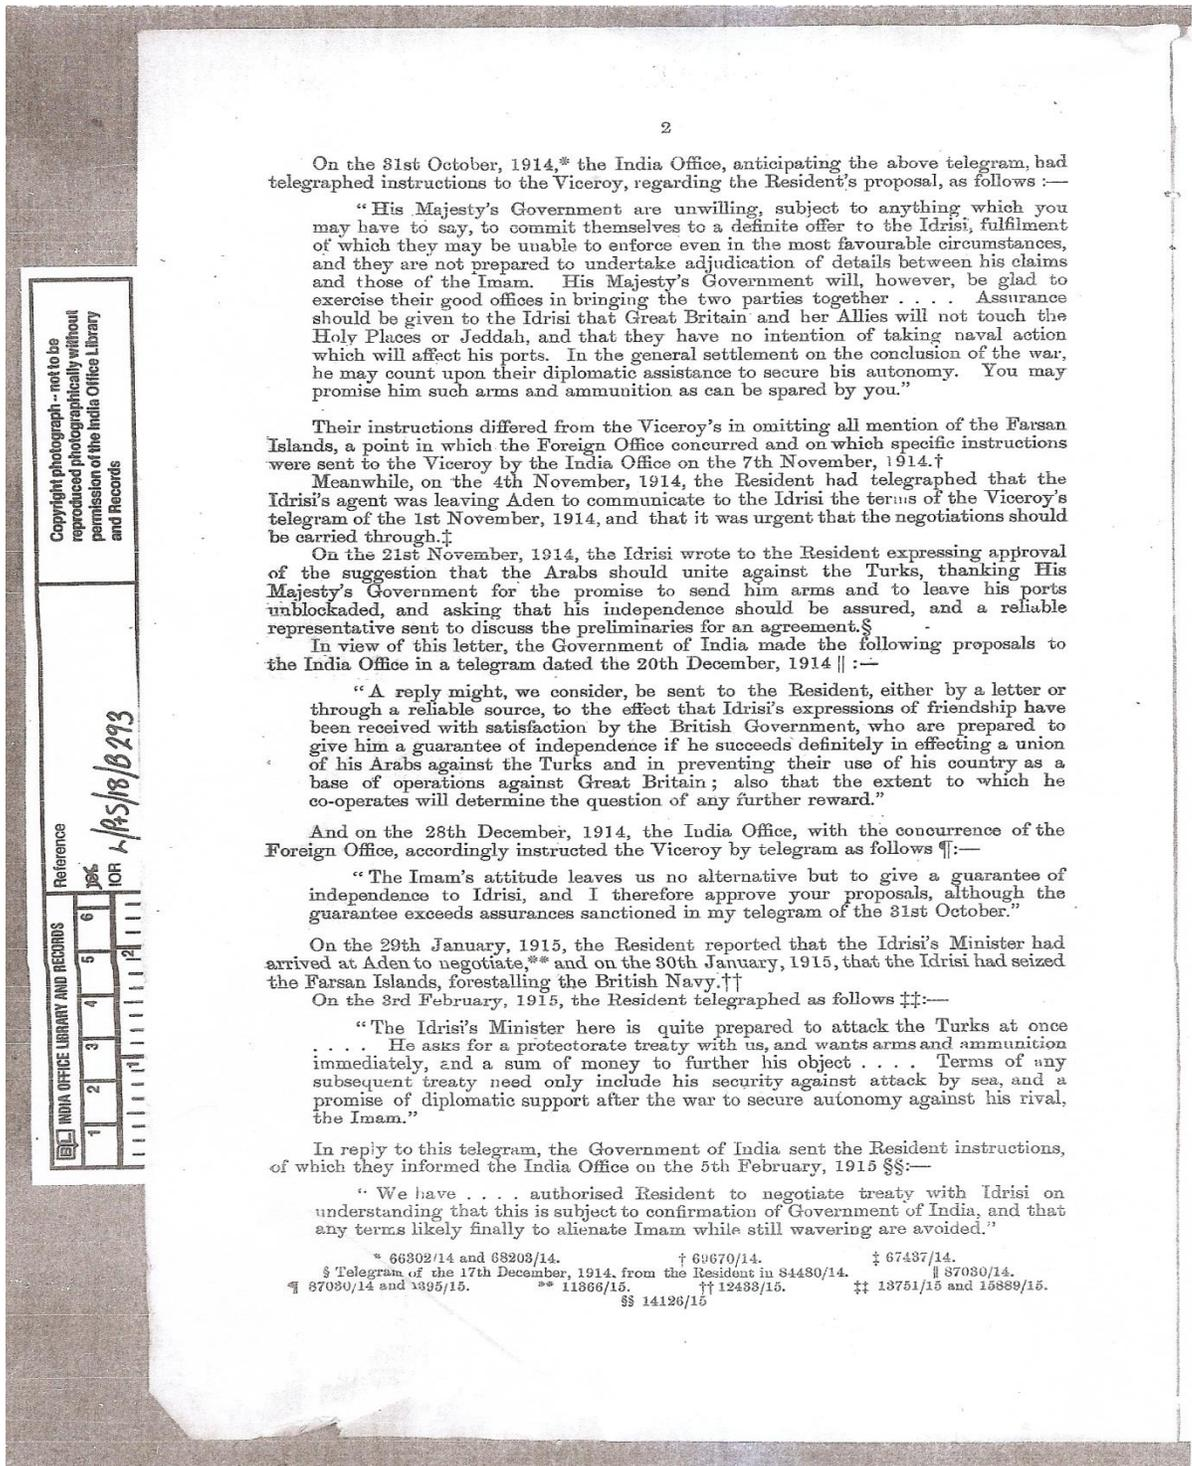 2
On the 31st October, 1914,* the India Office, anticipating the above telegram, had
telegraphed instructions to the Viceroy, regarding the Resident's proposal, as follows :—
“ His Majesty's Government are unwilling, subject to anything which you
may have to say, to commit themselves to a definite offer to the Idrisi, fulfilment
of which they may be unable to enforce even in the most favourable circumstances,
and they are not prepared to undertake adjudication of details between his claims
and those of the Imam. His Majesty's Government will, however, be glad to
exercise their good offices in bringing the two parties together . . . . Assurance
should be given to the Idrisi that Great Britain and her Allies will not touch the
Holy Places or Jeddah, and that they have no intention of taking naval action
which will affect his ports. In the general settlement on the conclusion of the war,
he may count upon their diplomatic assistance to secure his autonomy. You may
promise him such arms and ammunition as can be spared by you.”
Their instructions differed from the Viceroy's in omitting all mention of the Farsan
Islands, a point in which the Foreign Office concurred and on which specific instructions
were sent to the Viceroy by the India Office on the 7th November, 1914.†
Meanwhile, on the 4th November, 1914, the Resident had telegraphed that the
Idrisi's agent was leaving Aden to communicate to the Idrisi the terms of the Viceroy's
telegram of the 1st November, 1914, and that it was urgent that the negotiations should
be carried through.‡
On the 21st November, 1914, the Idrisi wrote to the Resident expressing approval
of the suggestion that the Arabs should unite against the Turks, thanking His
Majesty's Government for the promise to send him arms and to leave his ports
unblockaded, and asking that his independence should be assured, and a reliable
representative sent to discuss the preliminaries for an agreement.§
In view of this letter, the Government of India made the following proposals to
the India Office in a telegram dated the 20th December, 1914 || :—
“ A reply might, we consider, be sent to the Resident, either by a letter or
through a reliable source, to the effect that Idrisi's expressions of friendship have
been received with satisfaction by the British Government, who are prepared to
give him a guarantee of independence if he succeeds definitely in effecting a union
of his Arabs against the Turks and in preventing their use of his country as a
base of operations against Great Britain ; also that the extent to which he
co-operates will determine the question of any further reward.”
And on the 28th December, 1914, the India Office, with the concurrence of the
Foreign Office, accordingly instructed the Viceroy by telegram as follows ¶:—
“ The Imam's attitude leaves us no alternative but to give a guarantee of
independence to Idrisi, and I therefore approve your proposals, although the
guarantee exceeds assurances sanctioned in my telegram of the 31st October.”
On the 29th January, 1915, the Resident reported that the Idrisi's Minister had
arrived at Aden to negotiate,** and on the 30th January, 1915, that the Idrisi had seized
the Farsan Islands, forestalling the British Navy.††
On the 3rd February, 1915, the Resident telegraphed as follows ‡‡:—
“ The Idrisi's Minister here is quite prepared to attack the Turks at once
. . . . He asks for a protectorate treaty with us, and wants arms and ammunition
immediately, and a sum of money to further his object . . . . Terms of any
subsequent treaty need only include his security against attack by sea, and a
promise of diplomatic support after the war to secure autonomy against his rival,
the Imam.”
In reply to this telegram, the Government of India sent the Resident instructions,
of which they informed the India Office on the 5th February, 1915 §§:—
“ We have . . . . authorised Resident to negotiate treaty with Idrisi on
understanding that this is subject to confirmation of Government of India, and that
any terms likely finally to alienate Imam while still wavering are avoided.”
* 66302/14 and 68203/14. † 69670/14. ‡ 67437/14.
§ Telegram of the 17th December, 1914, from the Resident in 84480/14. || 87030/14.
¶ 87030/14 and 1395/15. ** 11366/15. †† 12433/15. ‡‡ 13751/15 and 15889/15.
§§ 14126/15
Copyright photograph – not to be
reproduced photographically without
permission of the India Office Library
and Records
Reference
IOR L/P&S/18/B293
BL INDIA OFFICE LIBRARY AND RECORDS
1 2 3 4 5 6
1 2